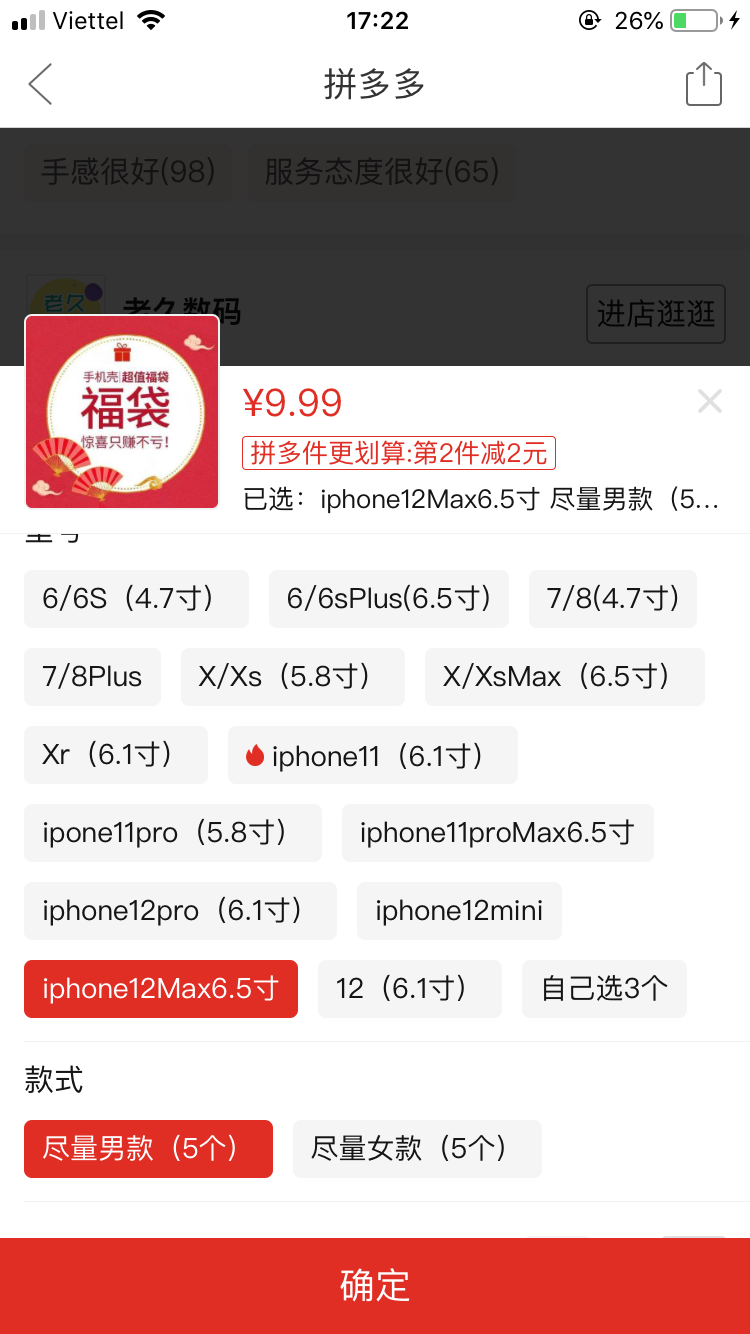 Viettel 17:22 26%
拼多多
手感很好(98) 服务态度很好(65)
老久
老久数码
进店逛逛
手机壳|超值福袋
福袋
惊喜只赚不亏!
¥9.99
拼多件更划算:第2件减2元
已选：iphone12Max6.5寸 尽量男款（5...
型号
6/6S（4.7寸） 6/6sPlus(6.5寸) 7/8(4.7寸)
7/8Plus X/Xs（5.8寸） X/XsMax（6.5寸）
Xr（6.1寸） iphone11（6.1寸）
ipone11pro（5.8寸） iphone11proMax6.5寸
iphone12pro（6.1寸） iphone12mini
iphone12Max6.5寸 12（6.1寸） 自己选3个
款式
尽量男款（5个） 尽量女款（5个）
确定